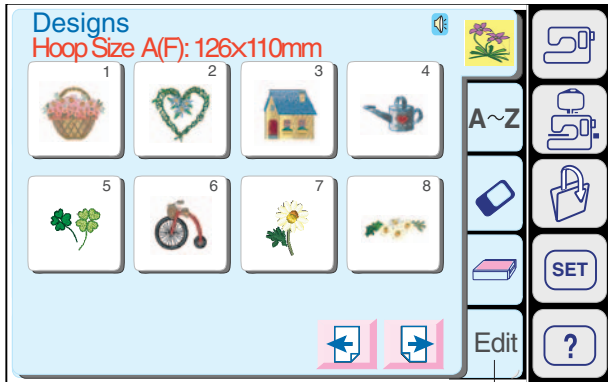 Designs
Hoop Size A(F): 126x110mm
1 2 3 4
5 6 7 8
A~Z
SET
Edit
?